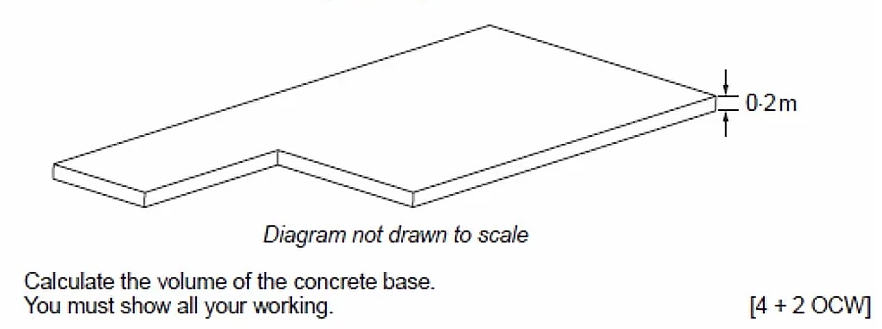 0·2m
Diagram not drawn to scale
Calculate the volume of the concrete base.
You must show all your working. [4 + 2 OCW]